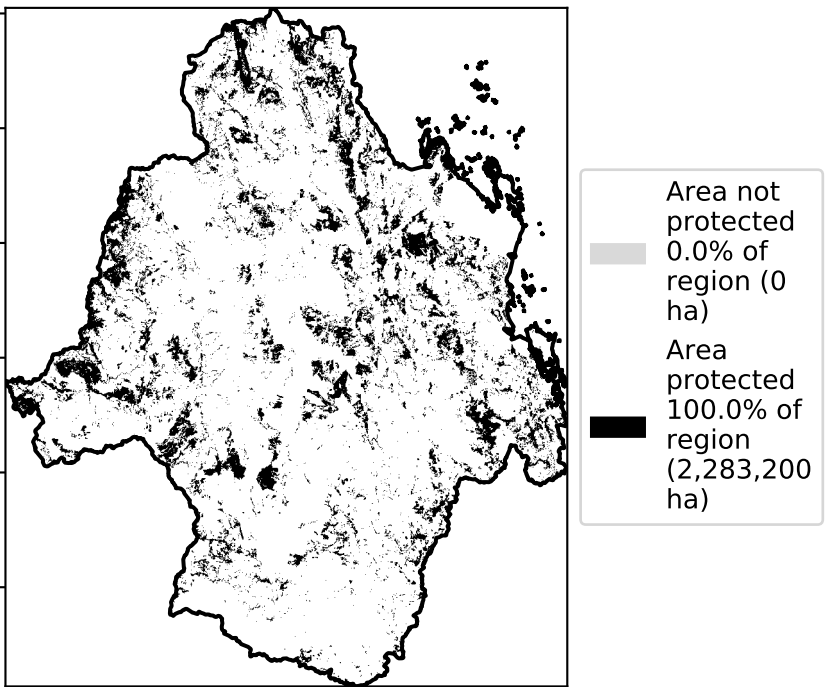 Area not
protected
0.0% of
region (0
ha)
Area
protected
100.0% of
region
(2,283,200
ha)